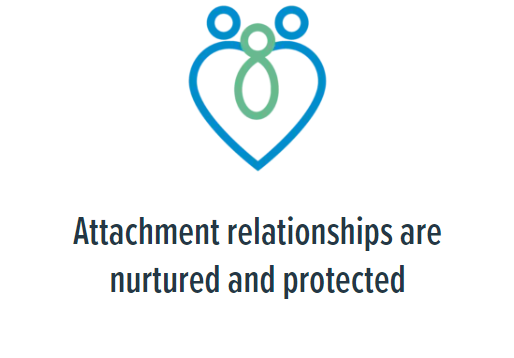 Attachment relationships are
nurtured and protected